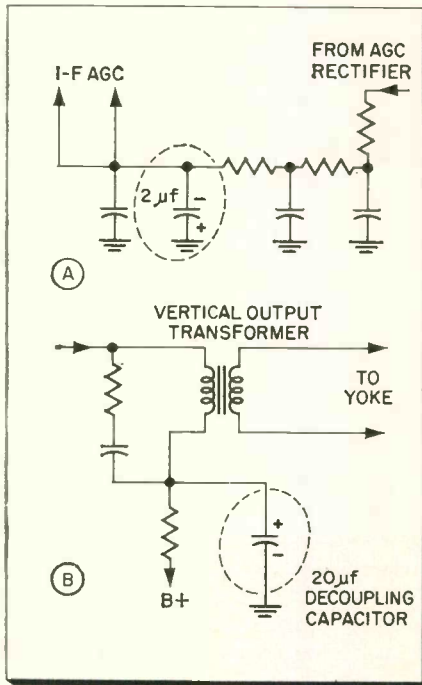 FROM AGC
RECTIFIER
I-F AGC
2μf
-
+
A
VERTICAL OUTPUT
TRANSFORMER
TO
YOKE
+
-
20μf
DECOUPLING
CAPACITOR
B+
B